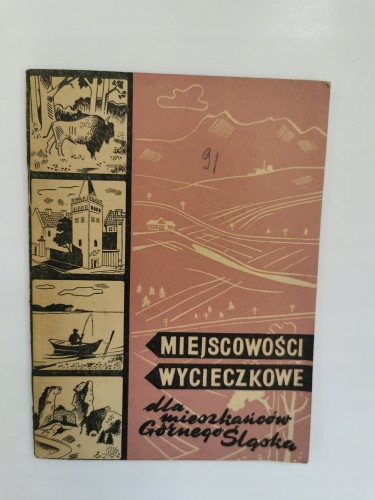 91
MIEJSCOWOŚCI
WYCIECZKOWE
dla
mieszkańców
Górnego Śląska